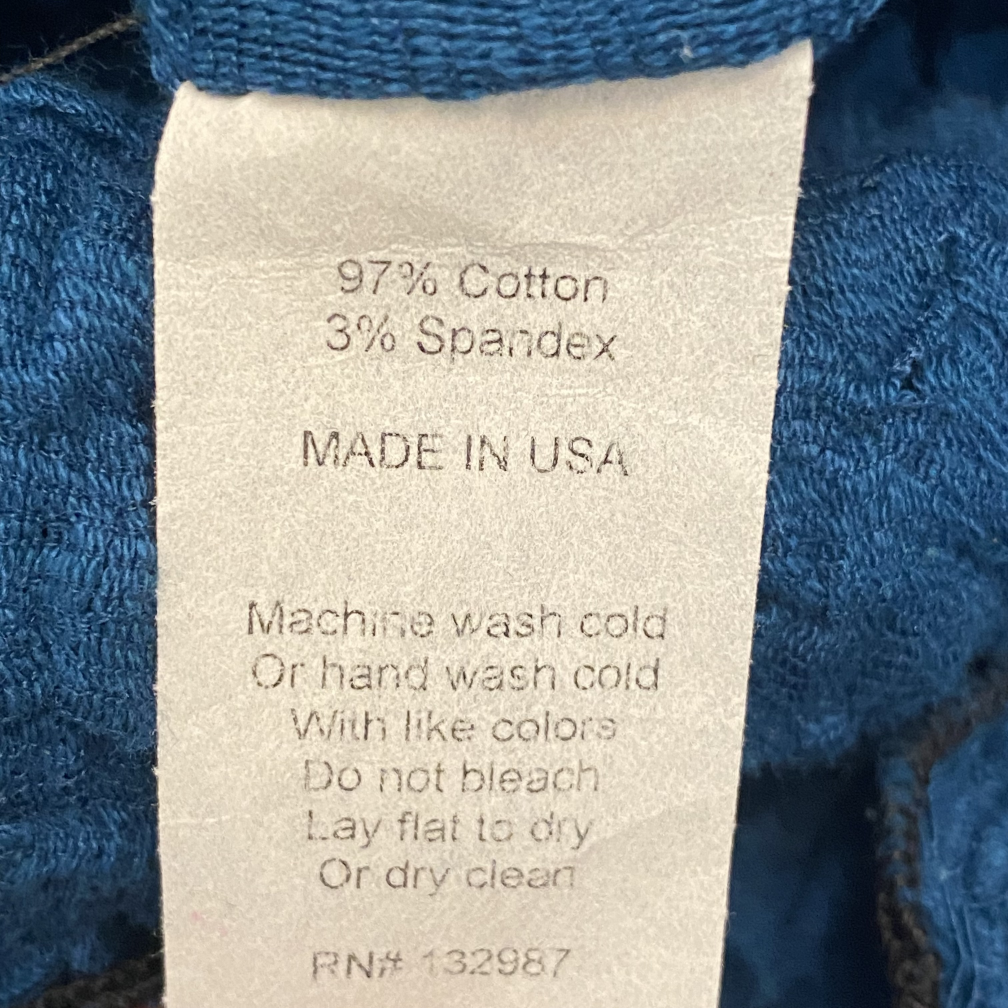 97% Cotton
3% Spandex
MADE IN USA
Machine wash cold
Or hand wash cold
With like colors
Do not bleach
Lay flat to dry
Or dry clean
RN# 132987